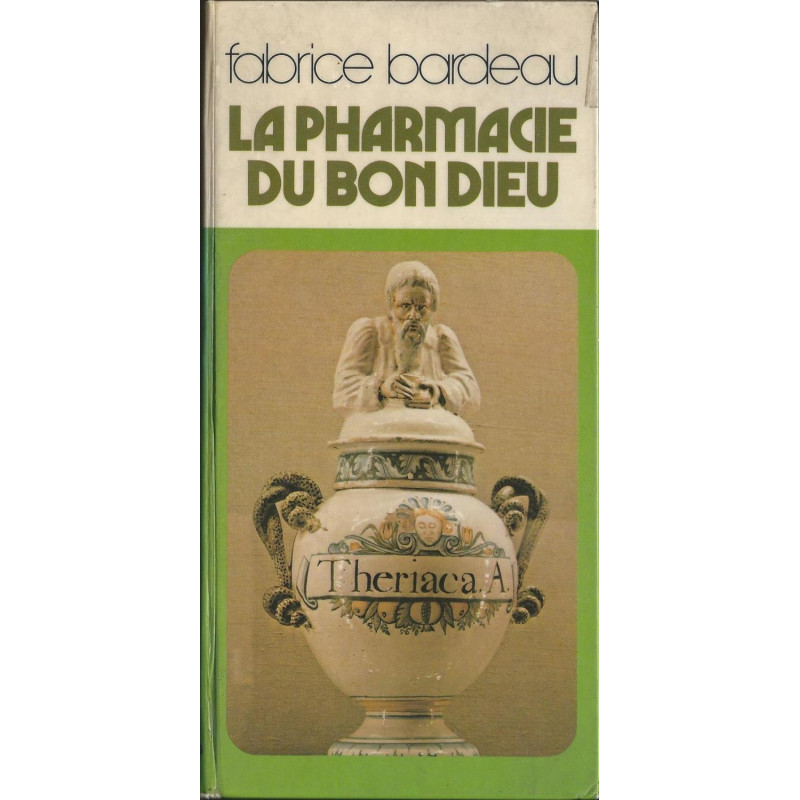 fabrice bardeau
LA PHARMACIE
DU BON DIEU
Theriaca.A